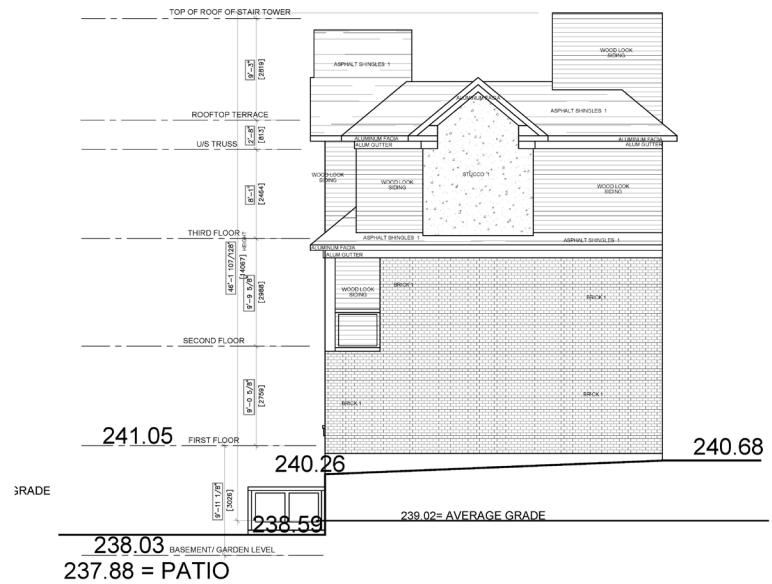 TOP OF ROOF OF STAIR TOWER
WOOD LOOK
SIDING
ASPHALT SHINGLES 1
9'-3"
[2819]
ALUMINUM FACIA
ASPHALT SHINGLES 1
ROOFTOP TERRACE
2'-8"
[813]
ALUMINUM FACIA
ALUM GUTTER
ALUMINUM FACIA
ALUM GUTTER
U/S TRUSS
8'-1"
[2464]
WOOD LOOK
SIDING
WOOD LOOK
SIDING
STUCCO 1
WOOD LOOK
SIDING
THIRD FLOOR
ASPHALT SHINGLES 1
ASPHALT SHINGLES 1
ALUMINUM FACIA
ALUM GUTTER
46'-1 107/128"
[14067] HEIGHT
9'-9 5/8"
[2988]
WOOD LOOK
SIDING
BRICK 1
BRICK 1
SECOND FLOOR
9'-0 5/8"
[2759]
BRICK 1
BRICK 1
241.05
FIRST FLOOR
240.68
240.26
GRADE
9'-11 1/8"
[3026]
238.59
239.02= AVERAGE GRADE
238.03
BASEMENT/ GARDEN LEVEL
237.88 = PATIO